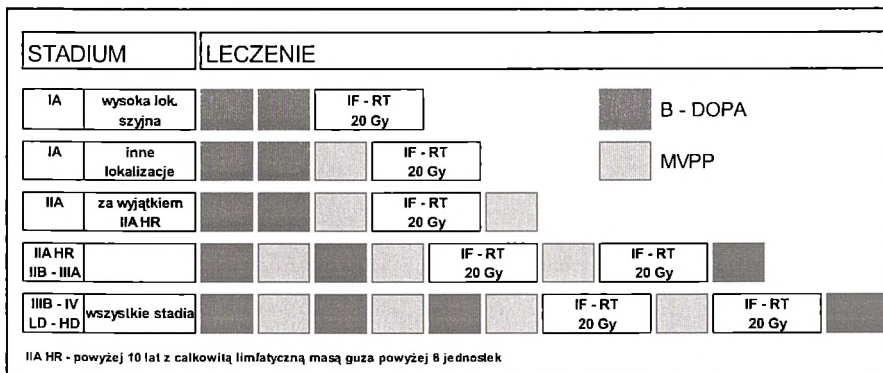 STADIUM LECZENIE
IA wysoka lok. szyjna IF - RT 20 Gy
B - DOPA
IA inne lokalizacje IF - RT 20 Gy
MVPP
IIA za wyjątkiem IIA HR IF - RT 20 Gy
IIA HR IIB - IIIA IF - RT 20 Gy IF - RT 20 Gy
IIIB - IV LD - HD wszystkie stadia IF - RT 20 Gy IF - RT 20 Gy
IIA HR - powyżej 10 lat z całkowitą limfatyczną masą guza powyżej 8 jednostek